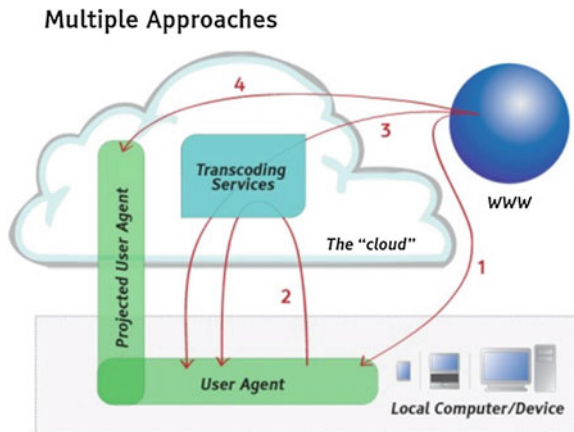 Multiple Approaches
4
3
Transcoding
Services
WWW
The "cloud"
Projected User Agent
2
1
User Agent
Local Computer/Device